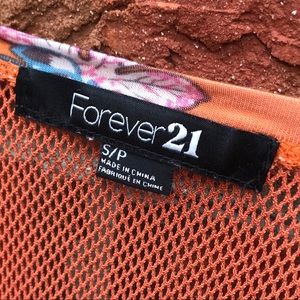 Forever21
S/P
MADE IN CHINA
FABRIQUÉ EN CHINE